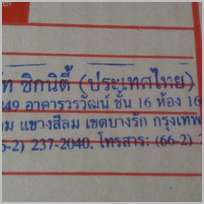 ท ซิกนิตี้ (ประเทศไทย)
49 อาคารวรวัฒน์ ชั้น 16 ห้อง 16
ม แขวงสีลม เขตบางรัก กรุงเทพ
-2) 237-2040, โทรสาร: (66-2)